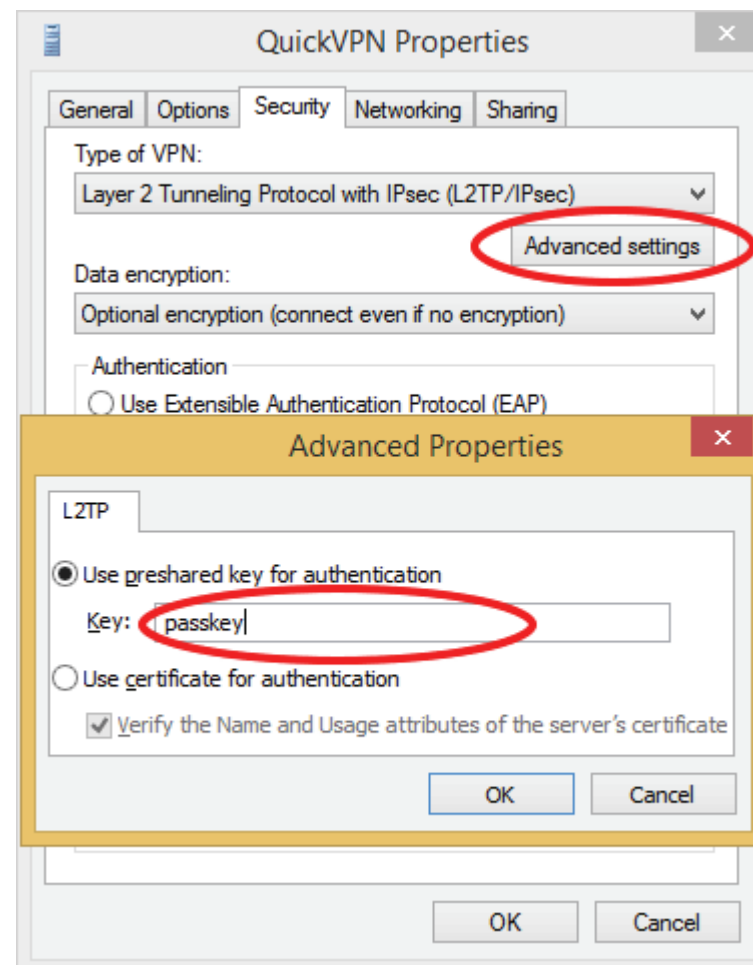 QuickVPN Properties
General Options Security Networking Sharing
Type of VPN:
Layer 2 Tunneling Protocol with IPsec (L2TP/IPsec)
Advanced settings
Data encryption:
Optional encryption (connect even if no encryption)
Authentication
Use Extensible Authentication Protocol (EAP)
Advanced Properties
L2TP
Use preshared key for authentication
Key: passkey
Use certificate for authentication
Verify the Name and Usage attributes of the server's certificate
OK Cancel
OK Cancel